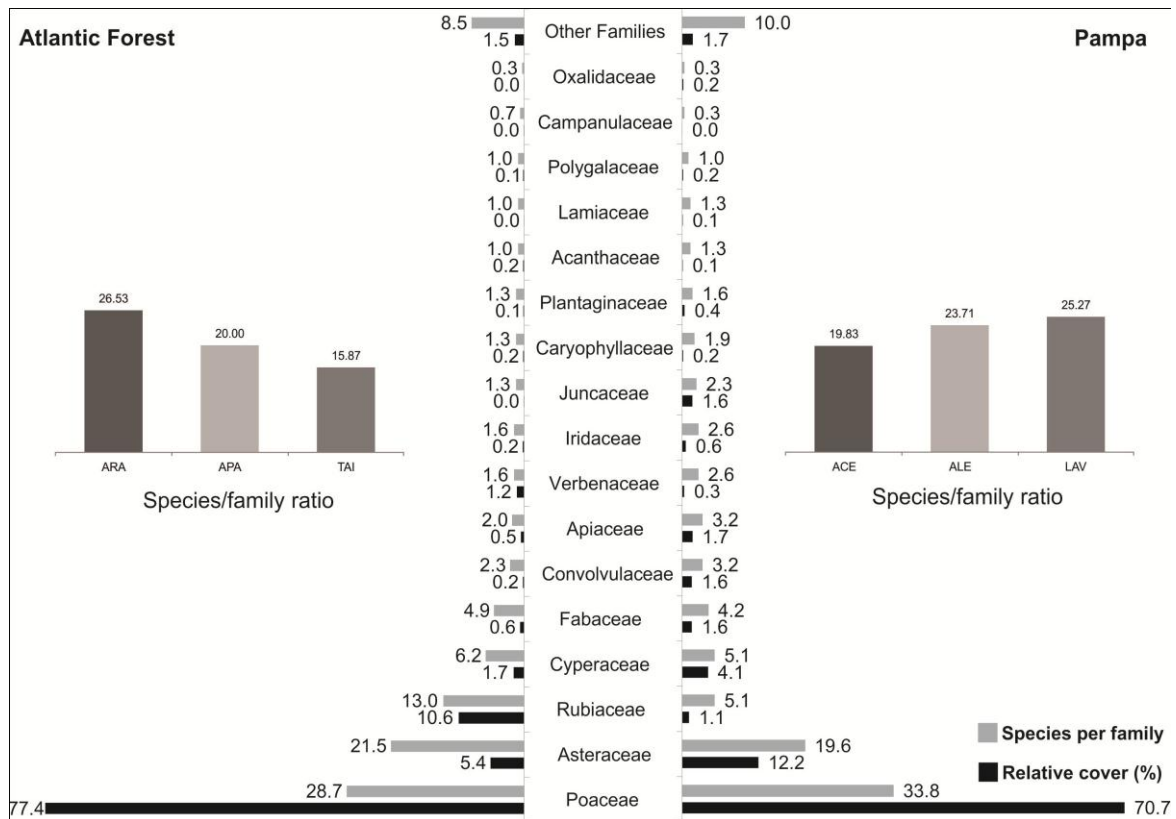 Atlantic Forest
Pampa
8.5 Other Families 10.0
1.5 1.7
0.3 Oxalidaceae 0.3
0.0 0.2
0.7 Campanulaceae 0.3
0.0 0.0
1.0 Polygalaceae 1.0
0.1 0.2
1.0 Lamiaceae 1.3
0.0 0.1
1.0 Acanthaceae 1.3
0.2 0.1
1.3 Plantaginaceae 1.6
0.1 0.4
1.3 Caryophyllaceae 1.9
0.2 0.2
1.3 Juncaceae 2.3
0.0 1.6
1.6 Iridaceae 2.6
0.2 0.6
1.6 Verbenaceae 2.6
1.2 0.3
2.0 Apiaceae 3.2
0.5 1.7
2.3 Convolvulaceae 3.2
0.2 1.6
4.9 Fabaceae 4.2
0.6 1.6
6.2 Cyperaceae 5.1
1.7 4.1
13.0 Rubiaceae 5.1
10.6 1.1
21.5 Asteraceae 19.6
5.4 12.2
28.7 Poaceae 33.8
77.4 70.7
26.53
20.00
15.87
ARA APA TAI
Species/family ratio
19.83
23.71
25.27
ACE ALE LAV
Species/family ratio
Species per family
Relative cover (%)